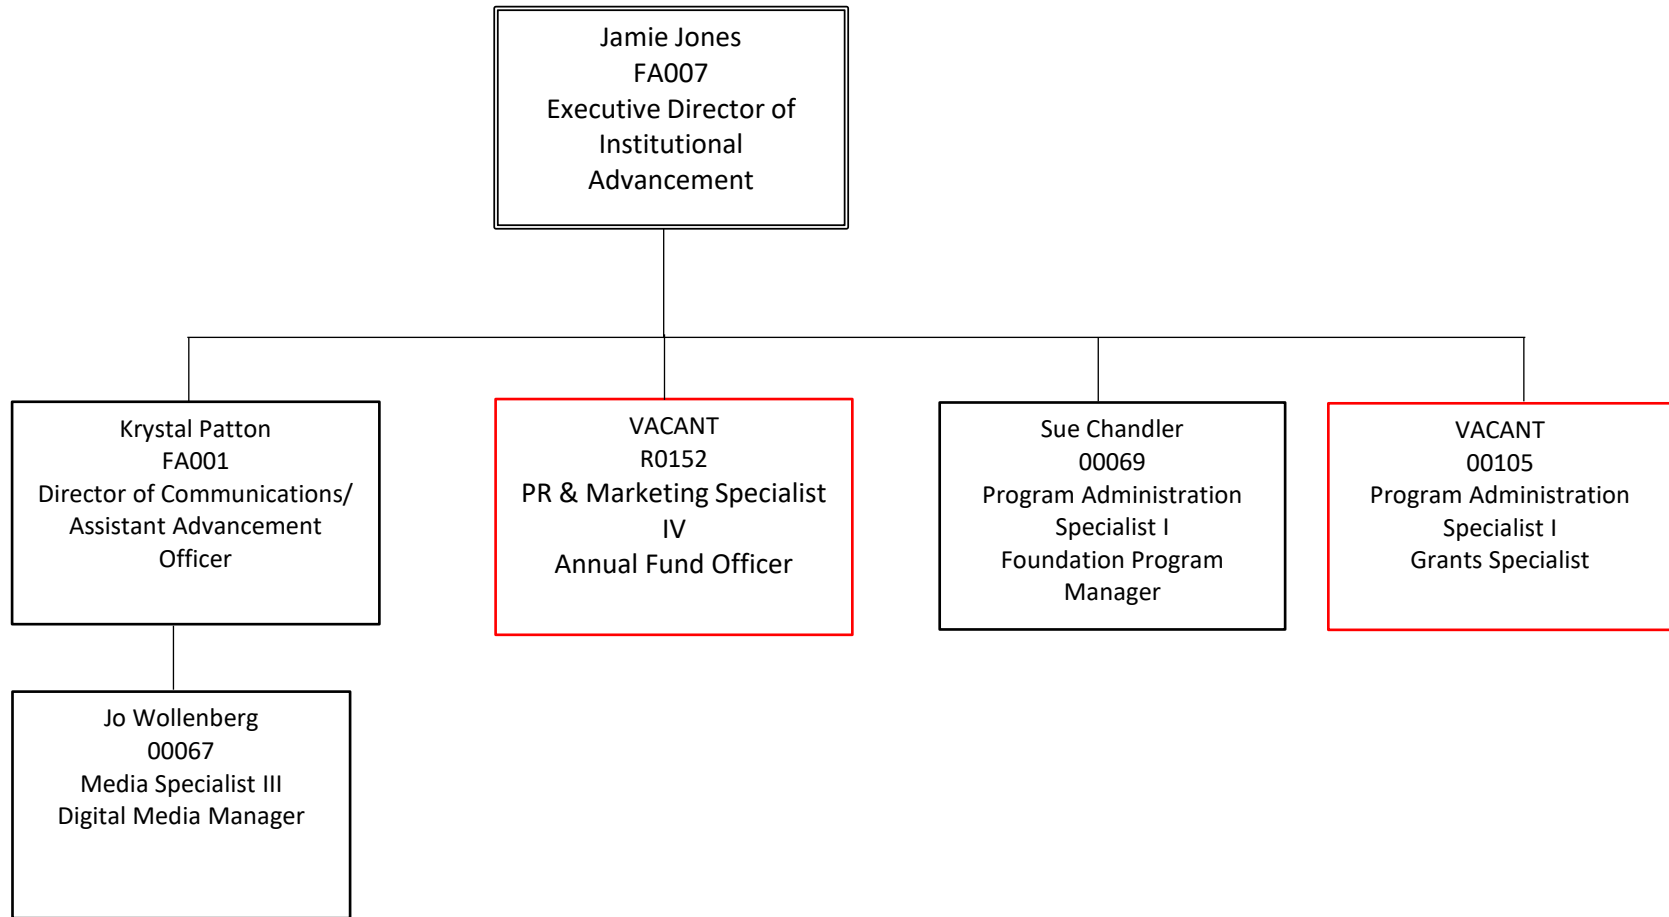 Jamie Jones
FA007
Executive Director of
Institutional
Advancement
Krystal Patton
FA001
Director of Communications/
Assistant Advancement
Officer
VACANT
R0152
PR & Marketing Specialist
IV
Annual Fund Officer
Sue Chandler
00069
Program Administration
Specialist I
Foundation Program
Manager
VACANT
00105
Program Administration
Specialist I
Grants Specialist
Jo Wollenberg
00067
Media Specialist III
Digital Media Manager